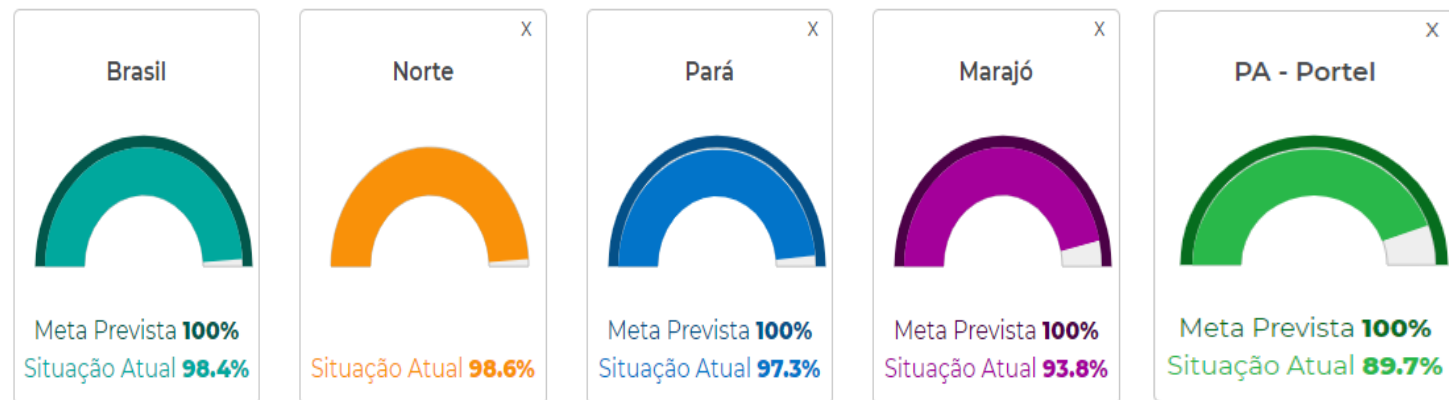 Brasil
Meta Prevista 100%
Situação Atual 98.4%
X
Norte
Situação Atual 98.6%
X
Pará
Meta Prevista 100%
Situação Atual 97.3%
X
Marajó
Meta Prevista 100%
Situação Atual 93.8%
X
PA - Portel
Meta Prevista 100%
Situação Atual 89.7%